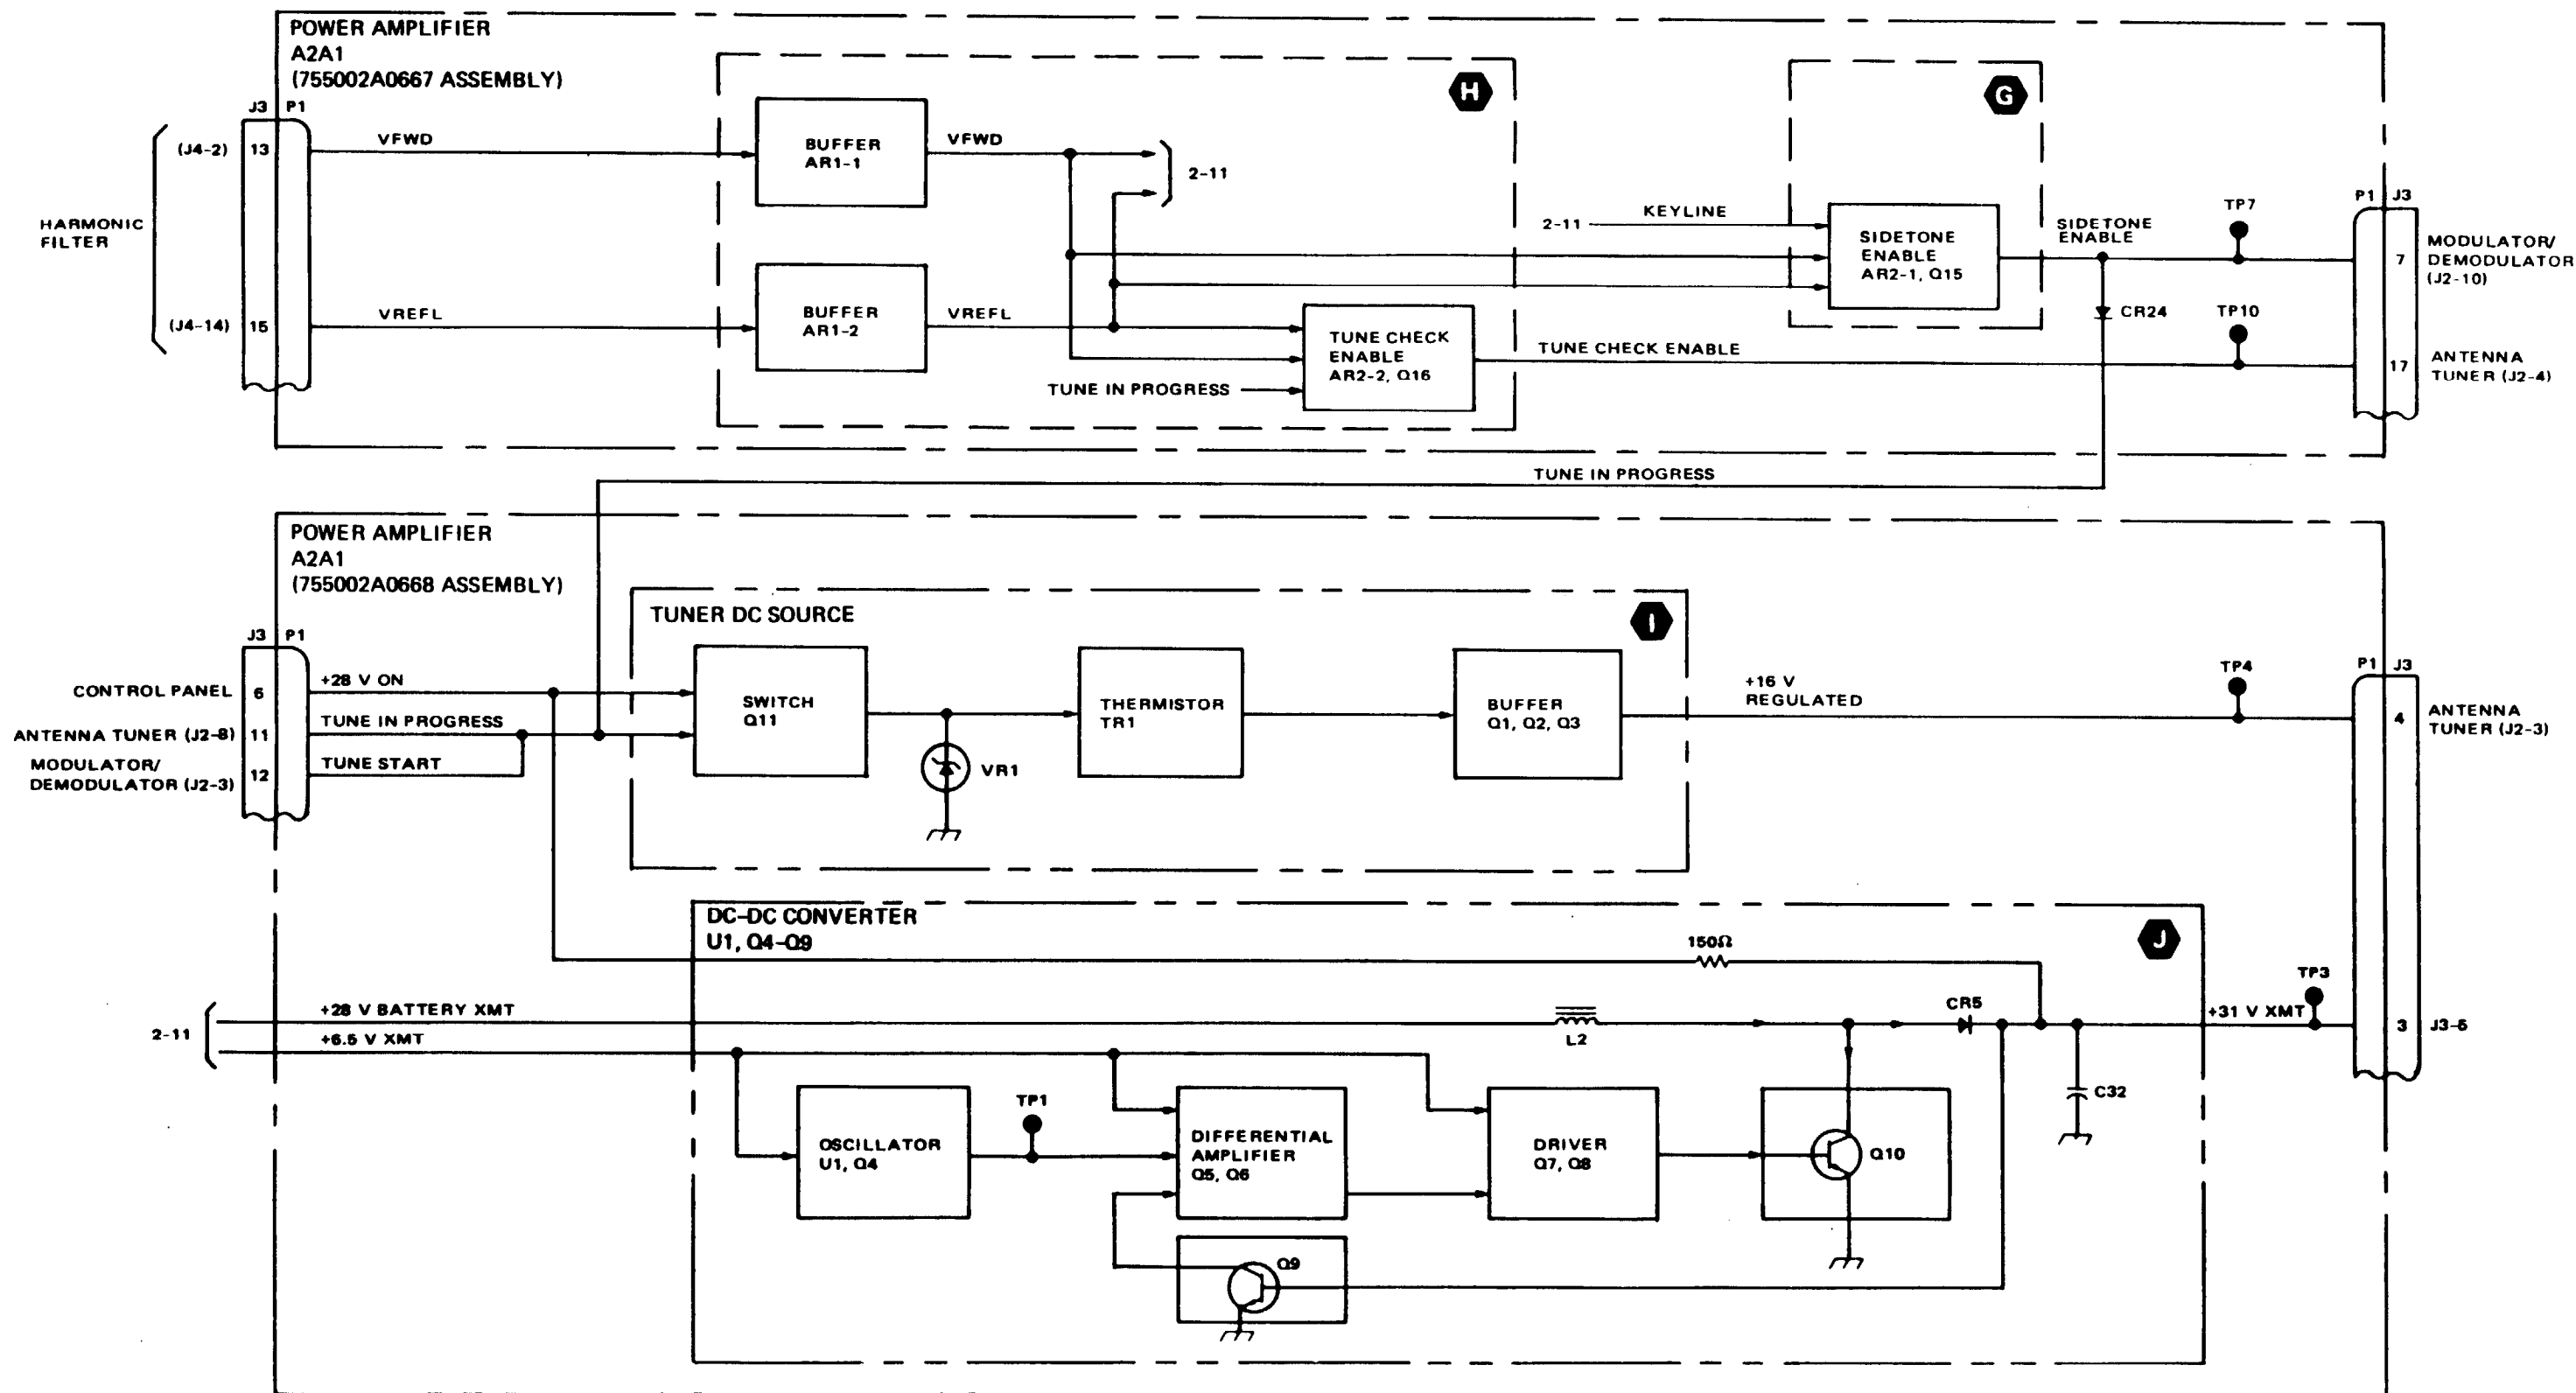 POWER AMPLIFIER
A2A1
(755002A0667 ASSEMBLY)
H
G
J3 P1
HARMONIC
FILTER
(J4-2) 13
VFWD
BUFFER
AR1-1
VFWD
2-11
(J4-14) 15
VREFL
BUFFER
AR1-2
VREFL
2-11
KEYLINE
SIDETONE
ENABLE
AR2-1, Q15
SIDETONE
ENABLE
TP7
P1 J3
7
MODULATOR/
DEMODULATOR
(J2-10)
CR24
TUNE IN PROGRESS
TUNE CHECK
ENABLE
AR2-2, Q16
TUNE CHECK ENABLE
TP10
17
ANTENNA
TUNER (J2-4)
TUNE IN PROGRESS
POWER AMPLIFIER
A2A1
(755002A0668 ASSEMBLY)
TUNER DC SOURCE
I
J3 P1
CONTROL PANEL 6
+28 V ON
ANTENNA TUNER (J2-8) 11
TUNE IN PROGRESS
MODULATOR/
DEMODULATOR (J2-3)
12
TUNE START
SWITCH
Q11
VR1
THERMISTOR
TR1
BUFFER
Q1, Q2, Q3
+16 V
REGULATED
TP4
P1 J3
4
ANTENNA
TUNER (J2-3)
DC-DC CONVERTER
U1, Q4-Q9
J
150Ω
2-11
+28 V BATTERY XMT
+6.5 V XMT
L2
CR5
+31 V XMT
TP3
3
J3-5
C32
OSCILLATOR
U1, Q4
TP1
DIFFERENTIAL
AMPLIFIER
Q5, Q6
DRIVER
Q7, Q8
Q10
Q9